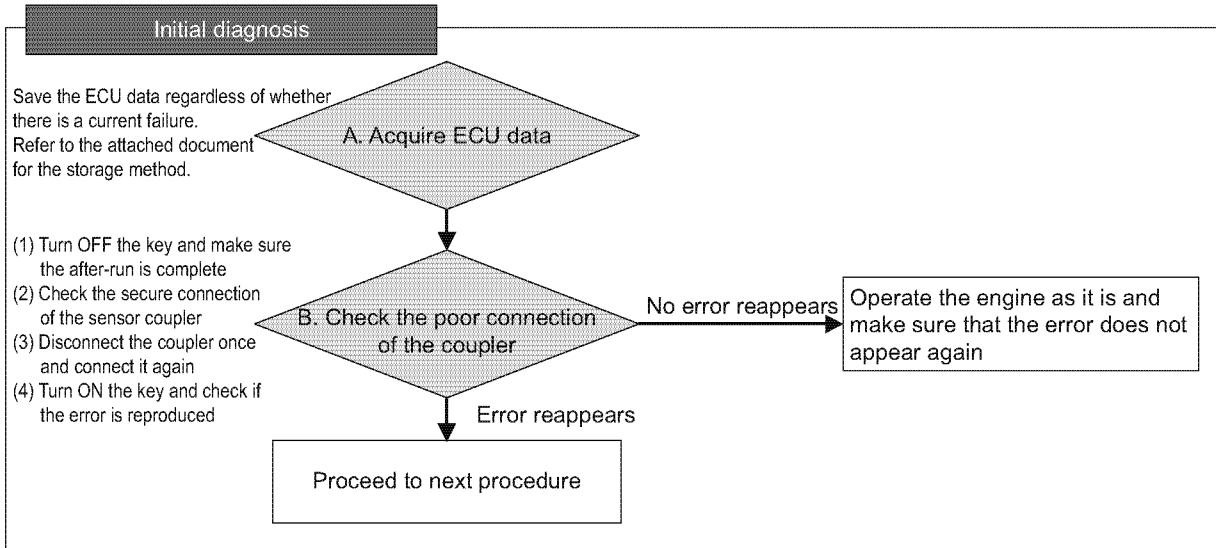 Initial diagnosis
Save the ECU data regardless of whether
there is a current failure.
Refer to the attached document
for the storage method.
A. Acquire ECU data
(1) Turn OFF the key and make sure
the after-run is complete
(2) Check the secure connection
of the sensor coupler
(3) Disconnect the coupler once
and connect it again
(4) Turn ON the key and check if
the error is reproduced
B. Check the poor connection
of the coupler
No error reappears
Operate the engine as it is and
make sure that the error does not
appear again
Error reappears
Proceed to next procedure